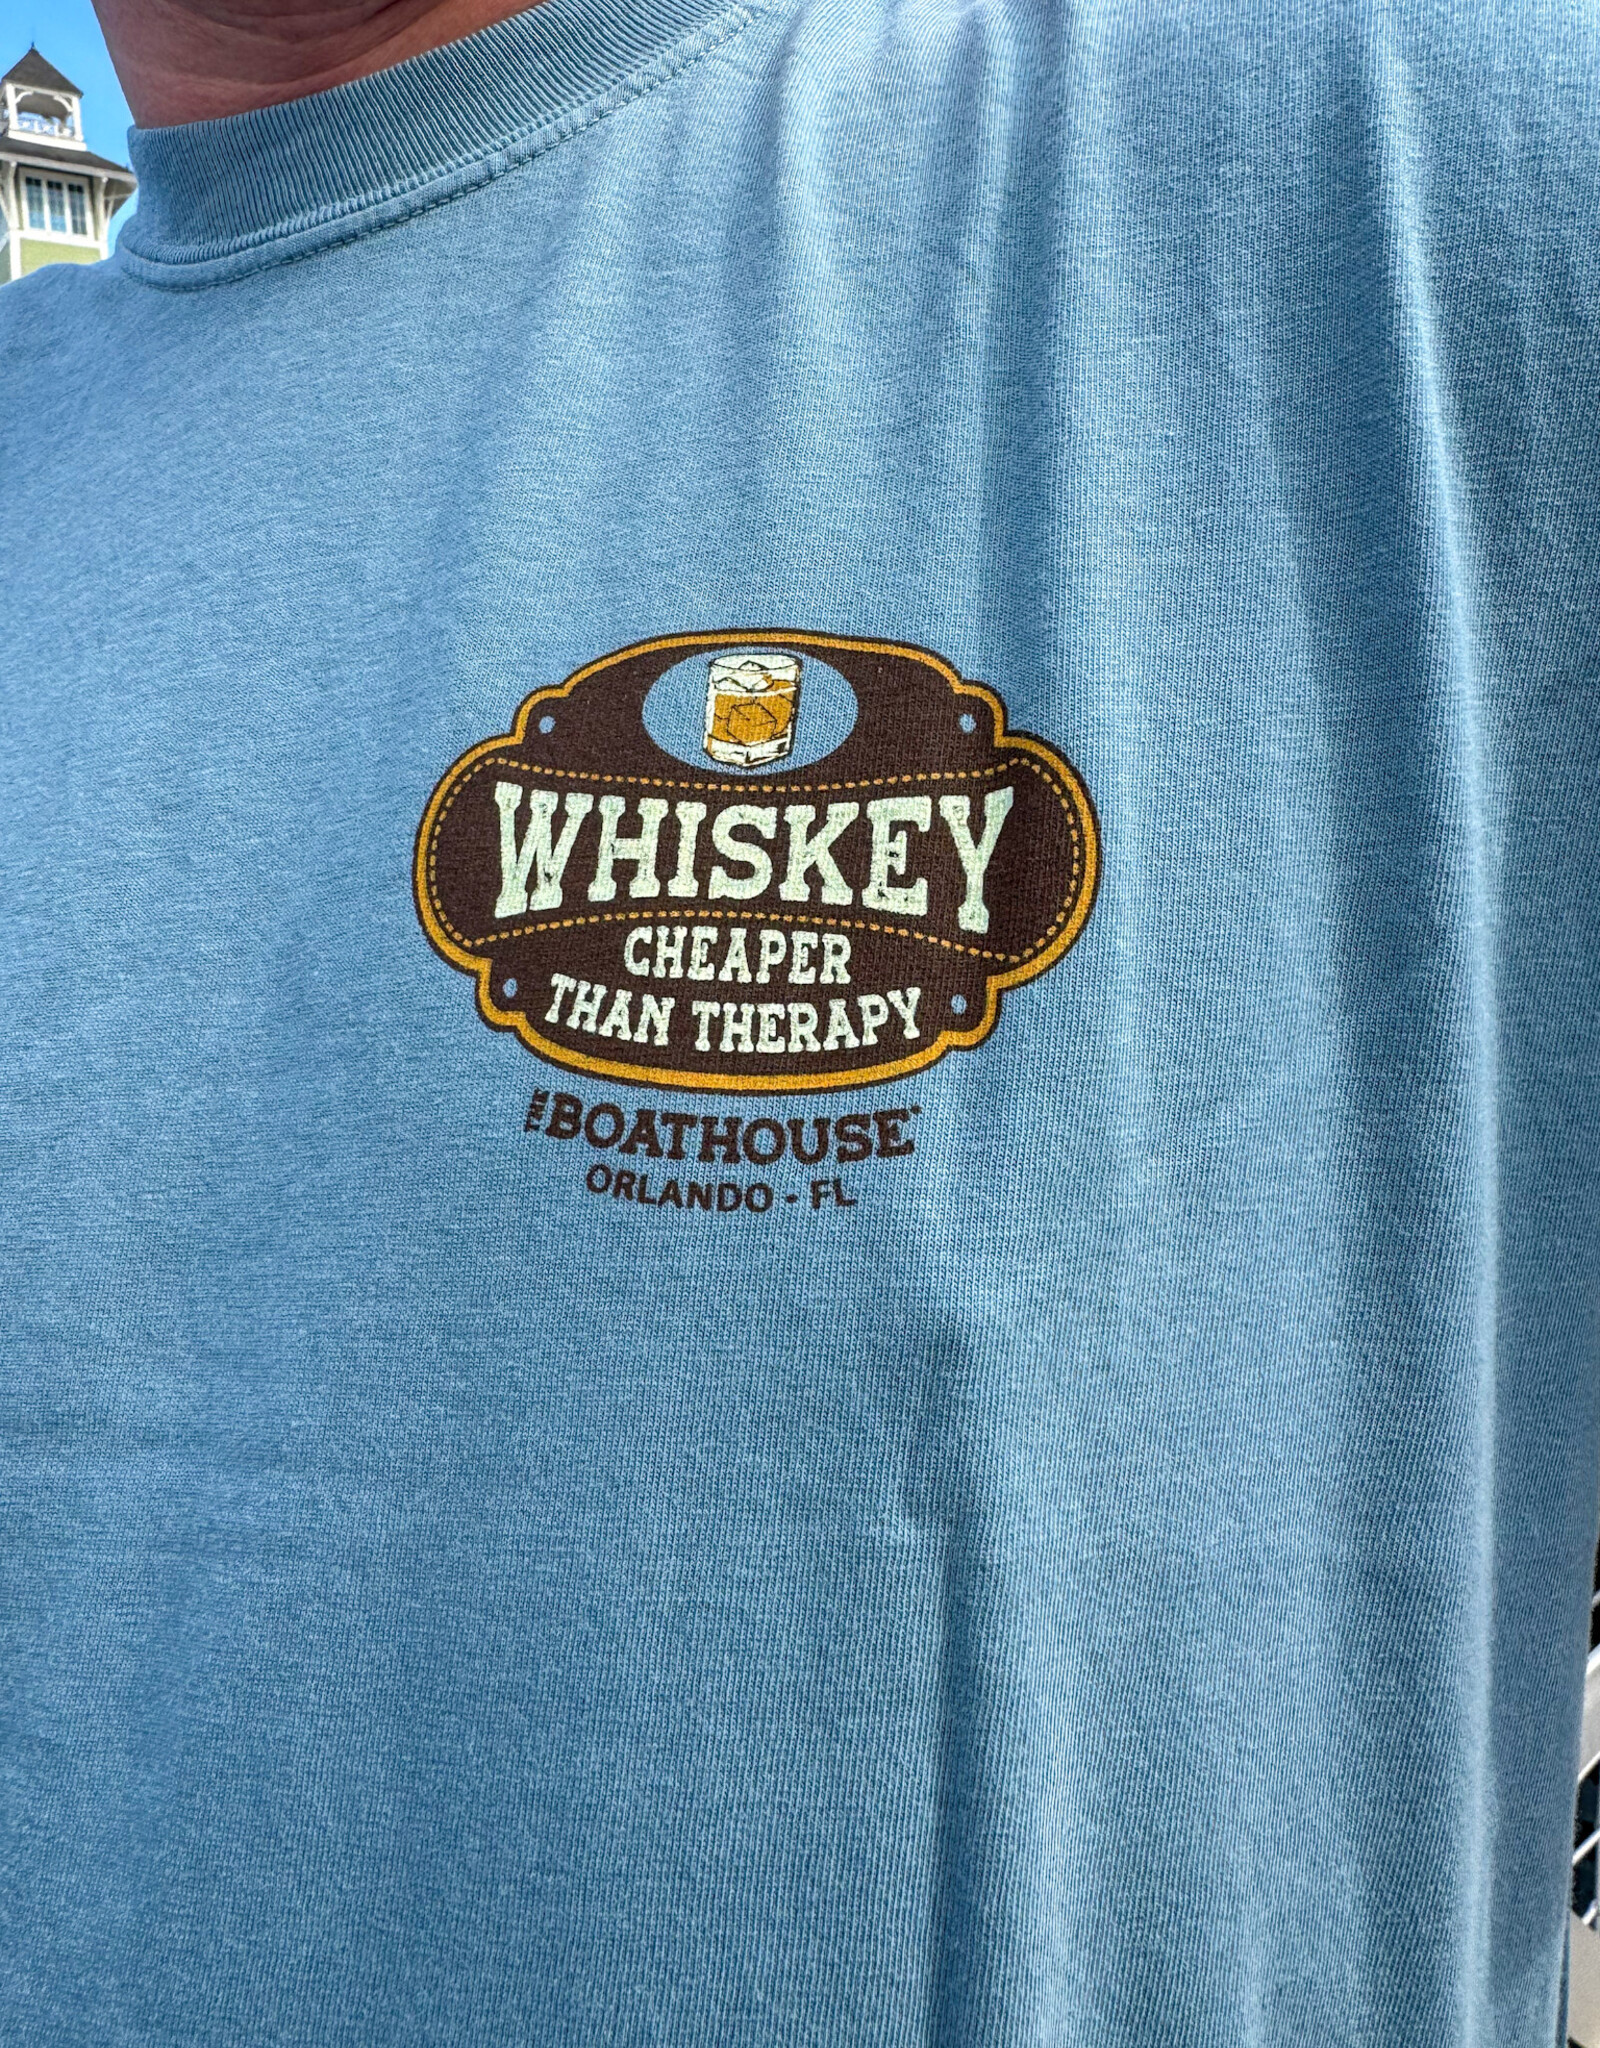 WHISKEY
CHEAPER
THAN THERAPY
THE BOATHOUSE
ORLANDO - FL